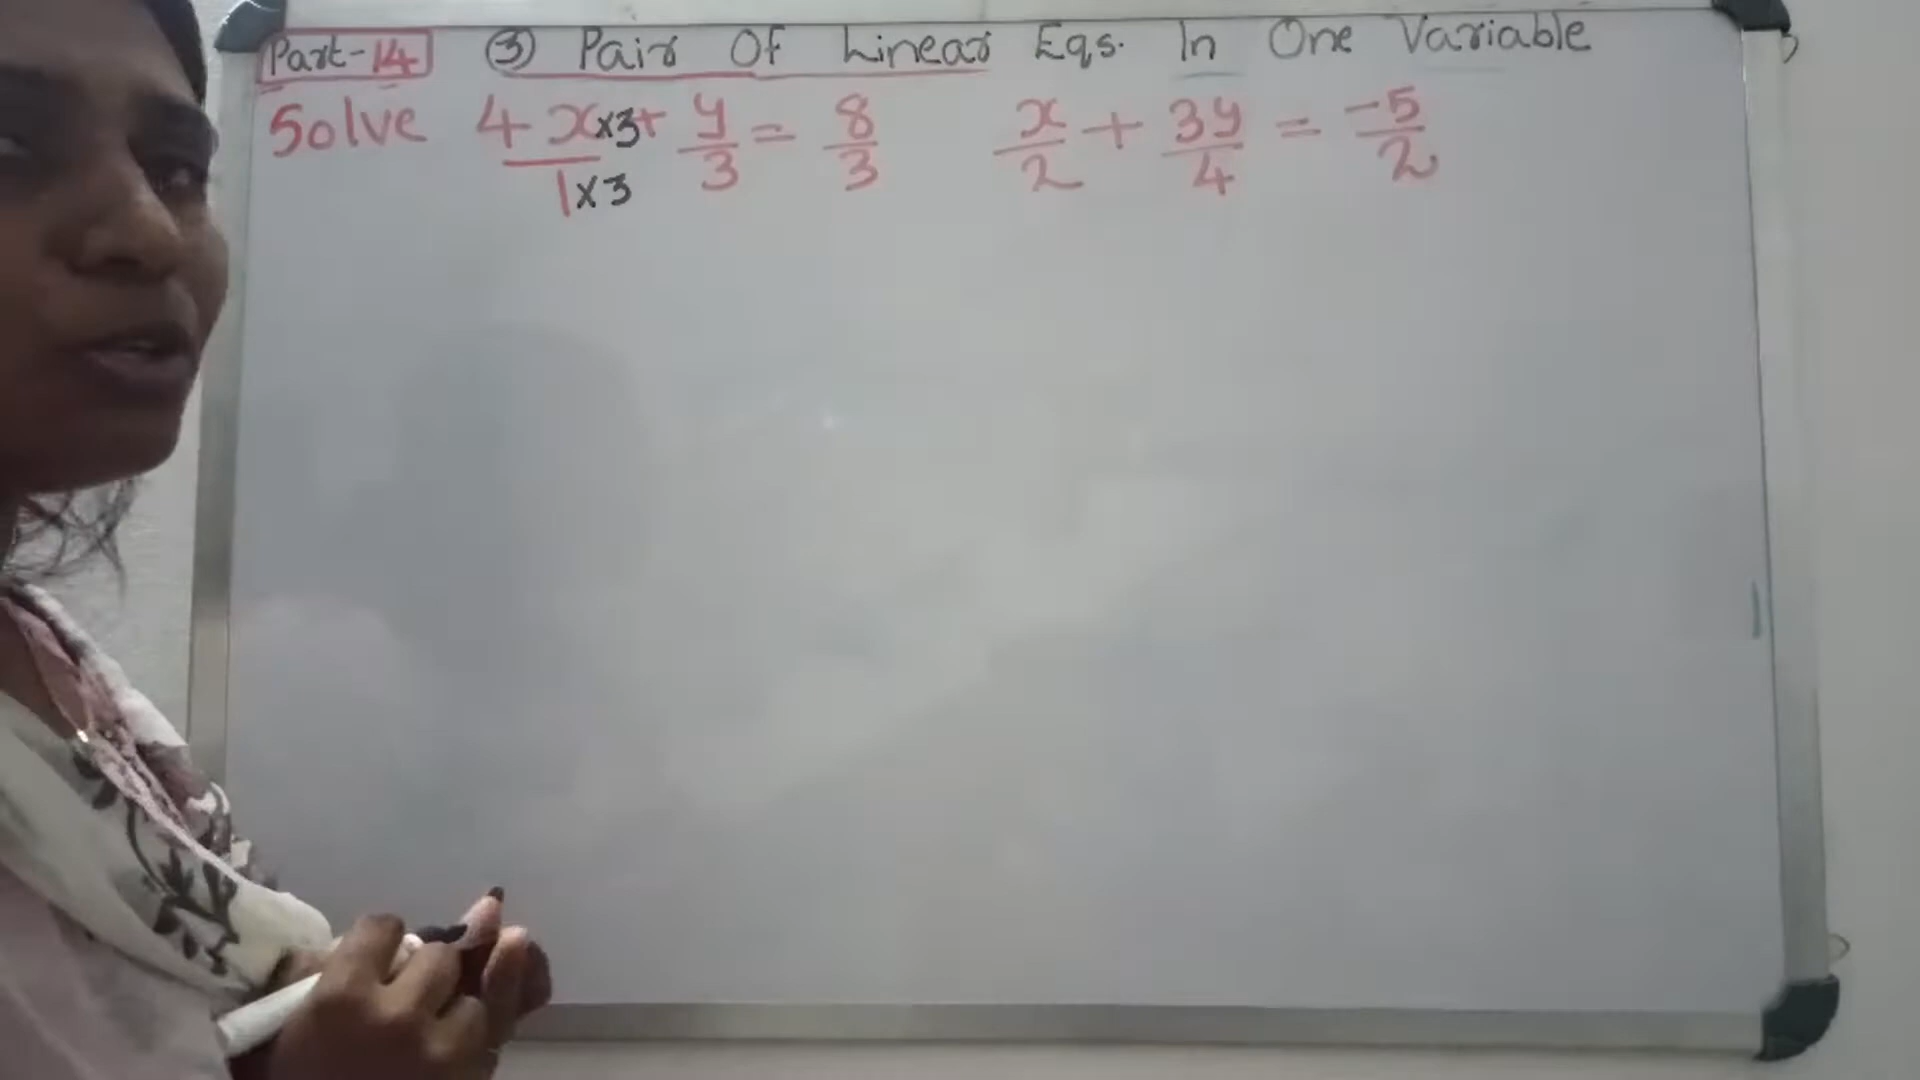 Part-14 ③ Pair Of Linear Eqs. In One Variable
Solve 4x×3/1×3 + y/3 = 8/3 x/2 + 3y/4 = -5/2